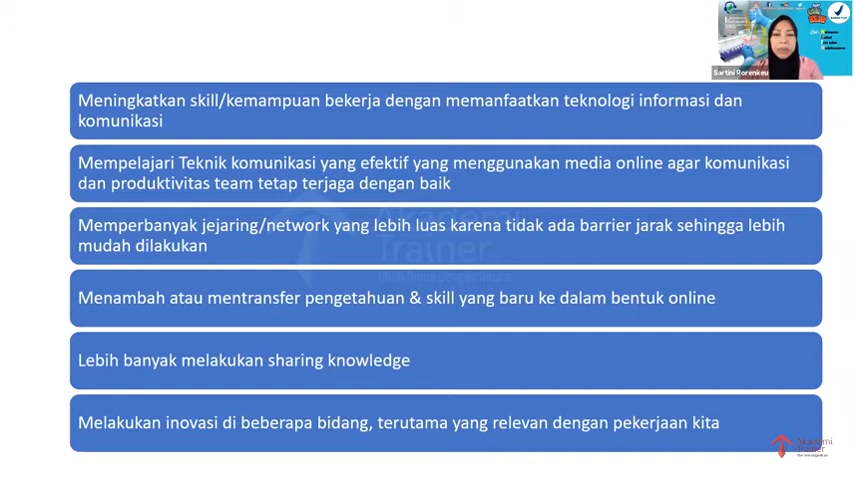 Sartini Rorenkeu
Meningkatkan skill/kemampuan bekerja dengan memanfaatkan teknologi informasi dan
komunikasi
Mempelajari Teknik komunikasi yang efektif yang menggunakan media online agar komunikasi
dan produktivitas team tetap terjaga dengan baik
Memperbanyak jejaring/network yang lebih luas karena tidak ada barrier jarak sehingga lebih
mudah dilakukan
Akademi
Trainer
Menambah atau mentransfer pengetahuan & skill yang baru ke dalam bentuk online
Lebih banyak melakukan sharing knowledge
Melakukan inovasi di beberapa bidang, terutama yang relevan dengan pekerjaan kita
Akademi
Trainer